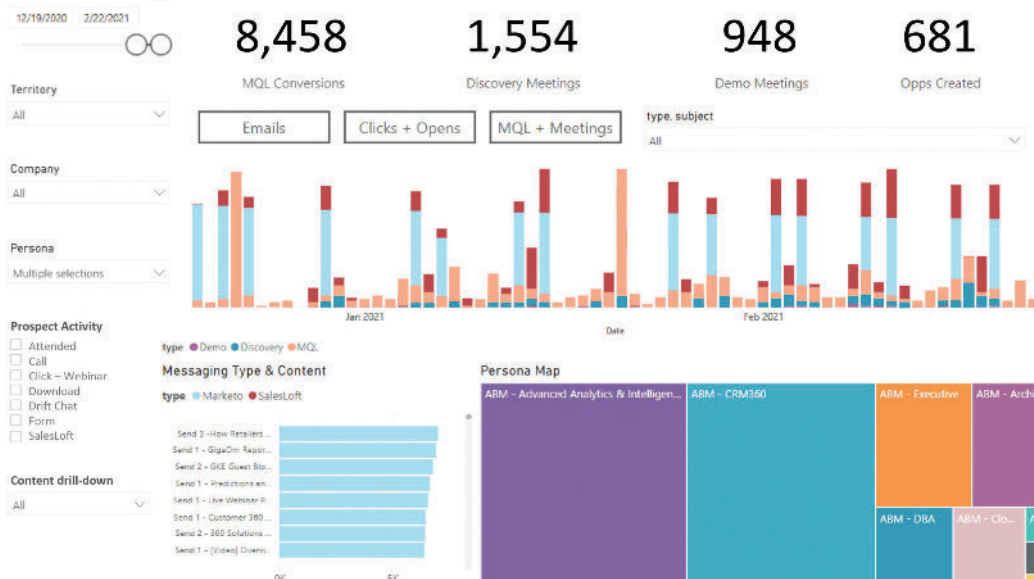 12/19/2020 2/22/2021
8,458 1,554 948 681
MQL Conversions Discovery Meetings Demo Meetings Opps Created
Territory
All
Emails Clicks + Opens MQL + Meetings
type, subject
All
Company
All
Persona
Multiple selections
Jan 2021 Feb 2021
Date
Prospect Activity
Attended
Call
Click – Webinar
Download
Drift Chat
Form
SalesLoft
Content drill-down
All
type Demo Discovery MQL
Messaging Type & Content
type Marketo SalesLoft
Send 3 -How Retailers ...
Send 1 - GigaOm Repor...
Send 2 - GKE Guest Blo...
Send 1 - Predictions an...
Send 1 - Live Webinar P...
Send 1 - Customer 360 ...
Send 2 - 360 Solutions ...
Send 1 - [Video] Overvi...
0K 5K
Persona Map
ABM - Advanced Analytics & Intelligen... ABM - CRM360 ABM - Executive ABM - Archi
ABM - DBA ABM - Clo... A